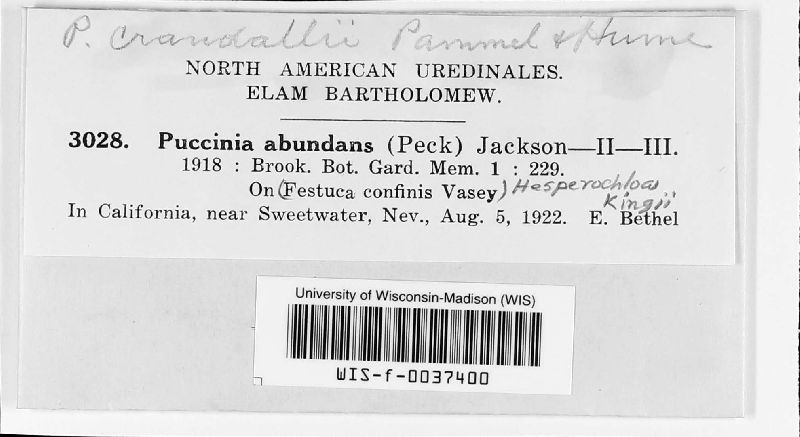 P. crandallii Pammel & Hume
NORTH AMERICAN UREDINALES.
ELAM BARTHOLOMEW.
3028. Puccinia abundans (Peck) Jackson—II—III.
1918 : Brook. Bot. Gard. Mem. 1 : 229.
On (Festuca confinis Vasey) Hesperochloa
Kingii
In California, near Sweetwater, Nev., Aug. 5, 1922. E. Bethel
University of Wisconsin-Madison (WIS)
WIS-f-0037400